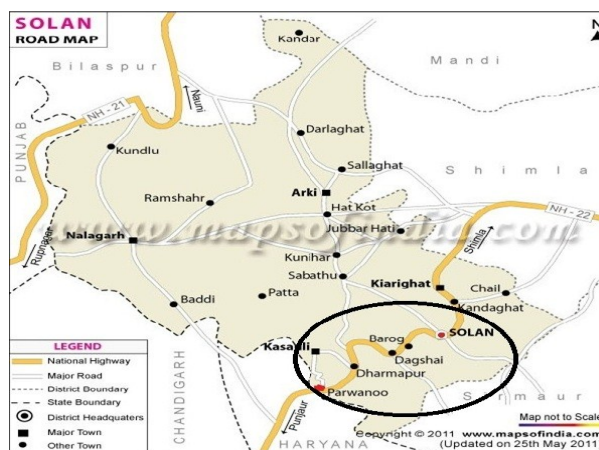 SOLAN
ROAD MAP
N
Kandar
Bilaspur
Mandi
Nauni
NH - 21
PUNJAB
Darlaghat
Kundlu
Sallaghat
Shimla
Ramshahr
Arki
Hat Kot
NH - 22
www.mapsofindia.com
Jubbar Hati
Nalagarh
Rupnagar
Shimla
Kunihar
Sabathu
Kiarighat
Chail
Patta
Baddi
Kandaghat
SOLAN
Barog
Kasauli
Dagshai
Dharmapur
Parwanoo
Sirmaur
Punjaur
CHANDIGARH
HARYANA
LEGEND
National Highway
Major Road
District Boundary
State Boundary
District Headquaters
Major Town
Other Town
Map not to Scale
Copyright © 2011 www.mapsofindia.com
(Updated on 25th May 2011)